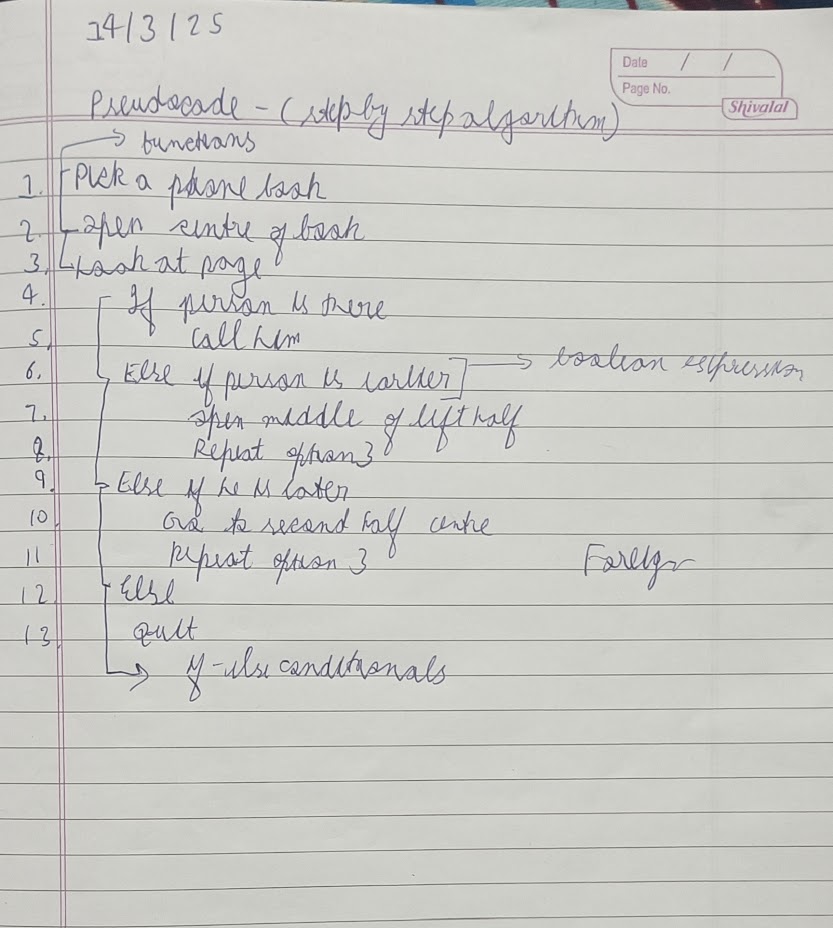 14/3/25
Date / /
Page No.
Shivalal
Pseudocode - (step by step algorithm)
→ functions
1. Pick a phone book
2. open centre of book
3. Look at page
4. If person is there
5. call him
6. Else if person is earlier] → boolean expression
7. open middle of left half
8. Repeat option 3
9. Else if he is later
10 Go to second half centre
11 repeat option 3 Foreign
12 Else
13. quit
→ if-else conditionals